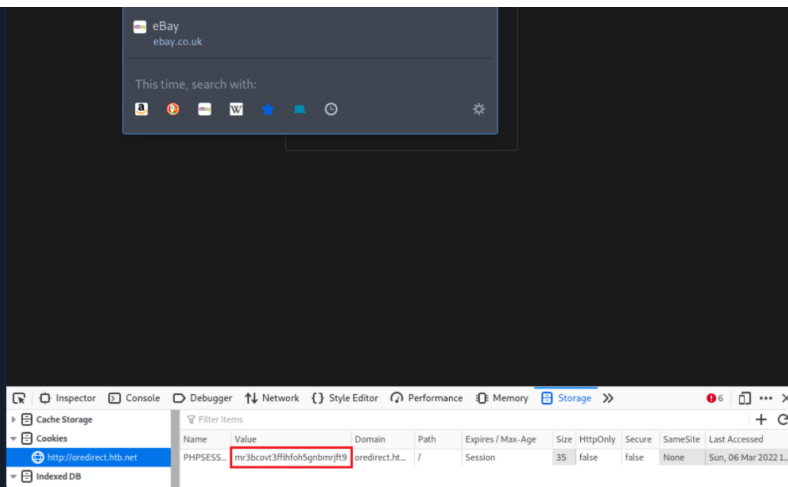 eBay
ebay.co.uk
This time, search with:
Inspector Console Debugger Network {} Style Editor Performance Memory Storage 6
Cache Storage Filter Items
Cookies Name Value Domain Path Expires / Max-Age Size HttpOnly Secure SameSite Last Accessed
http://oredirect.htb.net PHPSESS... mr3bcovt3ffihfoh5gnbmrjft9 oredirect.ht... / Session 35 false false None Sun, 06 Mar 2022 1...
Indexed DB